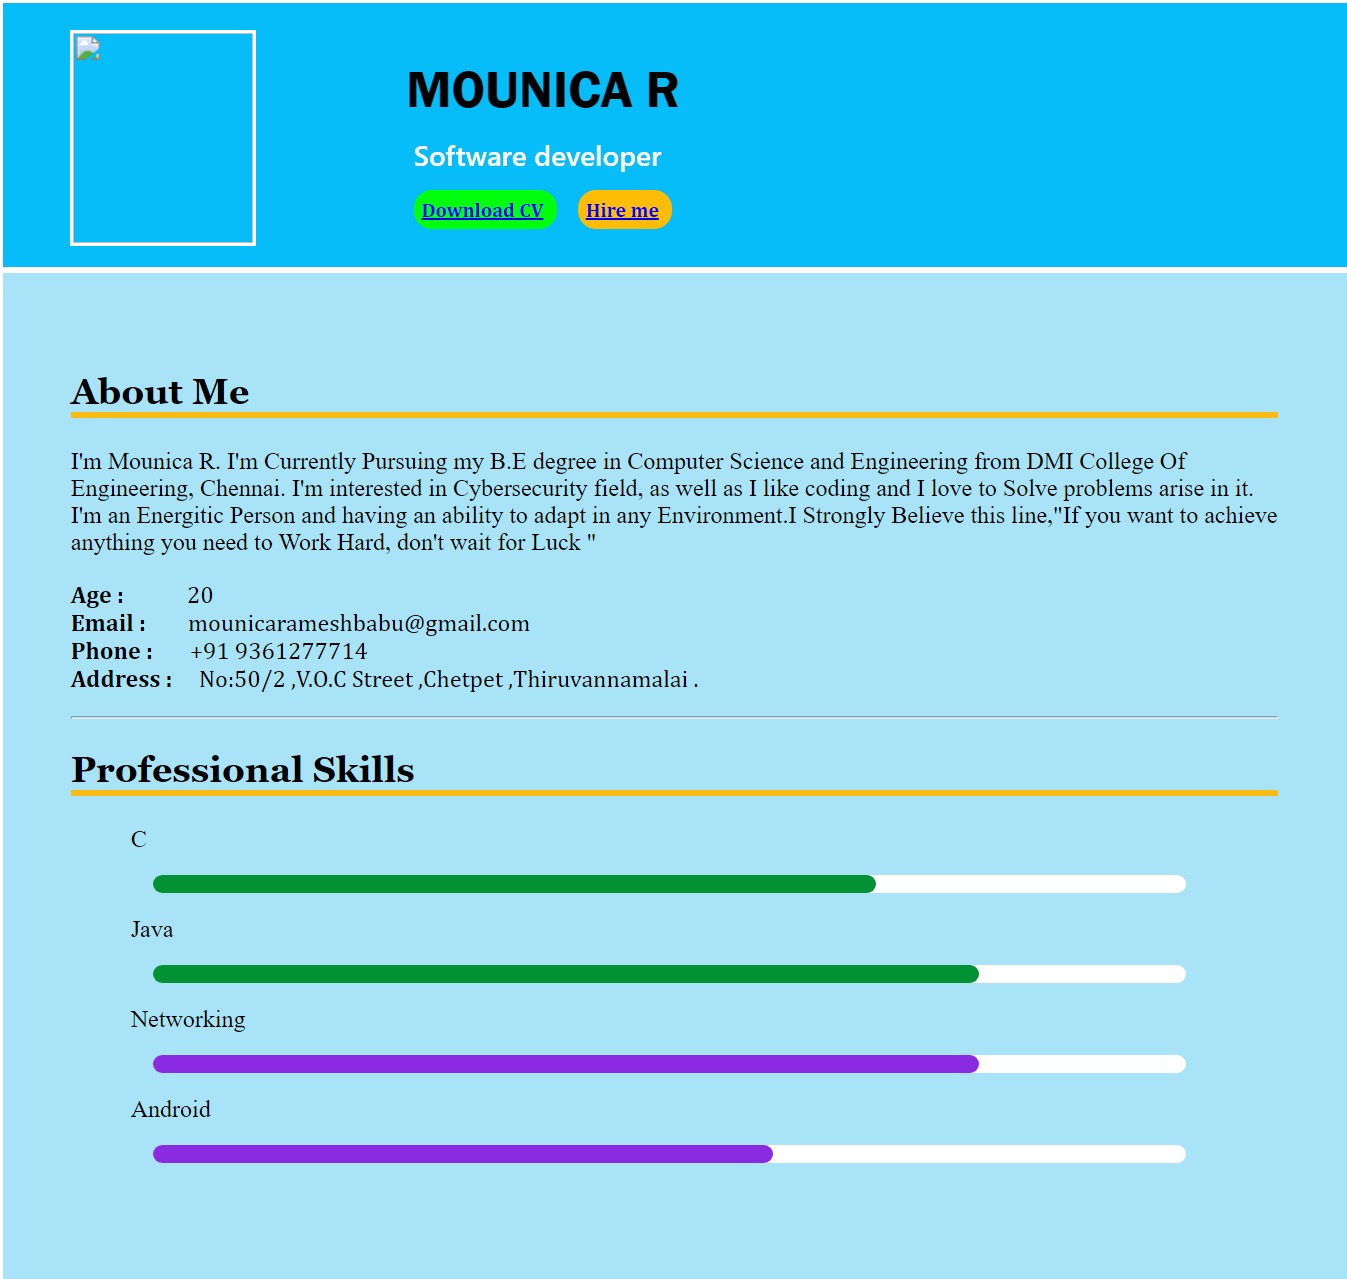 MOUNICA R
Software developer
Download CV Hire me
About Me
I'm Mounica R. I'm Currently Pursuing my B.E degree in Computer Science and Engineering from DMI College Of
Engineering, Chennai. I'm interested in Cybersecurity field, as well as I like coding and I love to Solve problems arise in it.
I'm an Energitic Person and having an ability to adapt in any Environment.I Strongly Believe this line,"If you want to achieve
anything you need to Work Hard, don't wait for Luck "
Age : 20
Email : mounicarameshbabu@gmail.com
Phone : +91 9361277714
Address : No:50/2 ,V.O.C Street ,Chetpet ,Thiruvannamalai .
Professional Skills
C
Java
Networking
Android